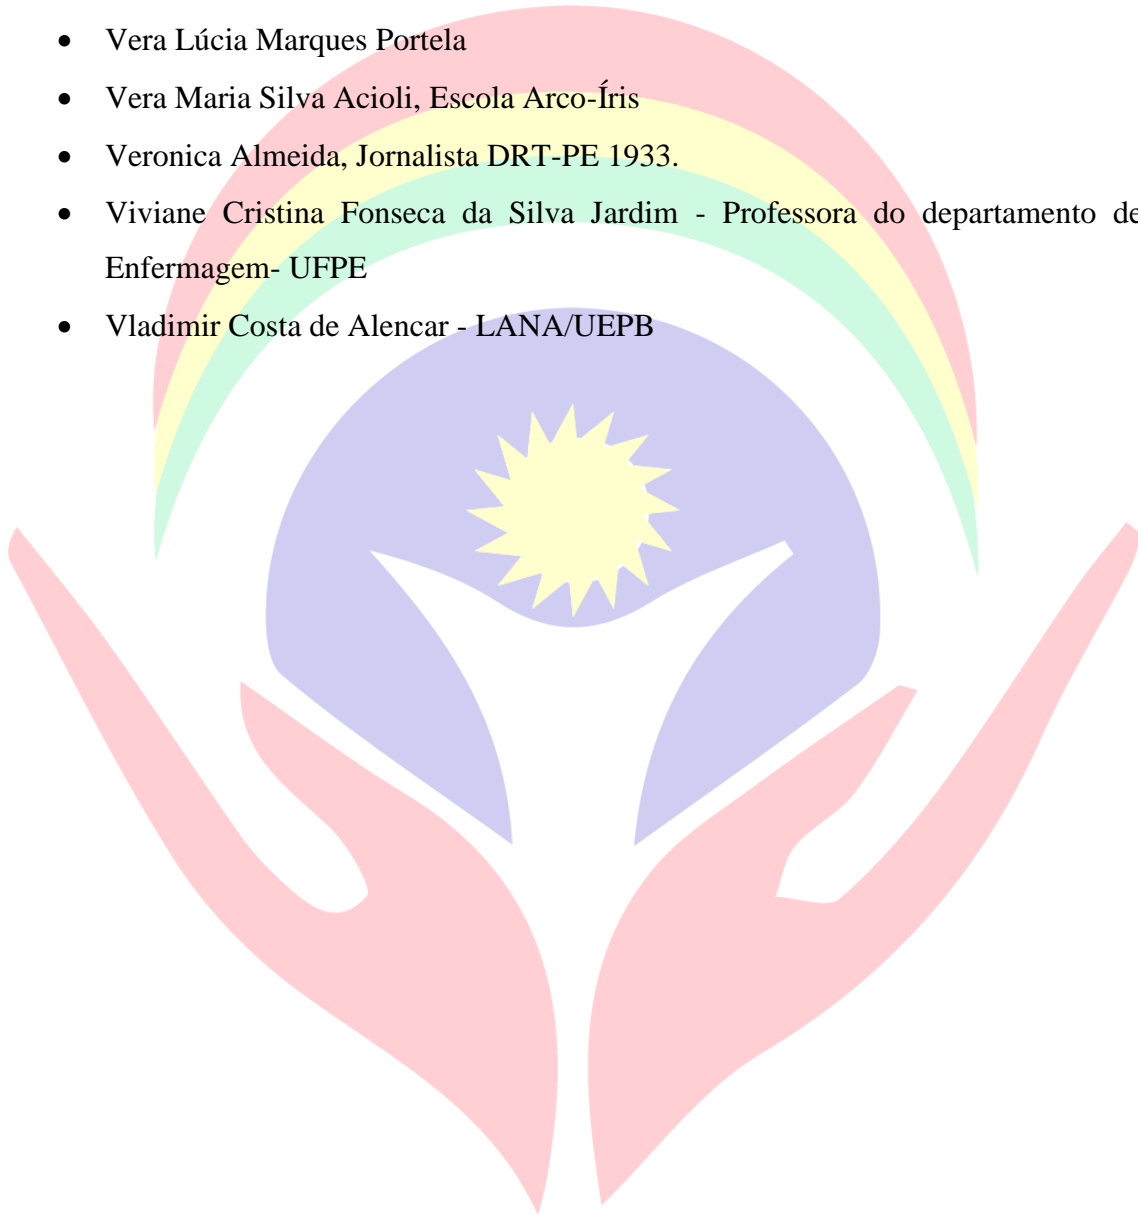 • Vera Lúcia Marques Portela
• Vera Maria Silva Acioli, Escola Arco-Íris
• Veronica Almeida, Jornalista DRT-PE 1933.
• Viviane Cristina Fonseca da Silva Jardim - Professora do departamento de
Enfermagem- UFPE
• Vladimir Costa de Alencar - LANA/UEPB